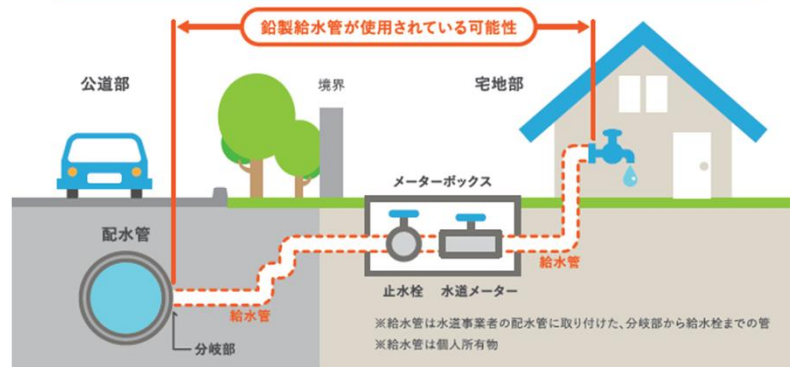 鉛製給水管が使用されている可能性
公道部
境界
宅地部
メーターボックス
配水管
給水管
止水栓
水道メーター
給水管
分岐部
※給水管は水道事業者の配水管に取り付けた、分岐部から給水栓までの管
※給水管は個人所有物